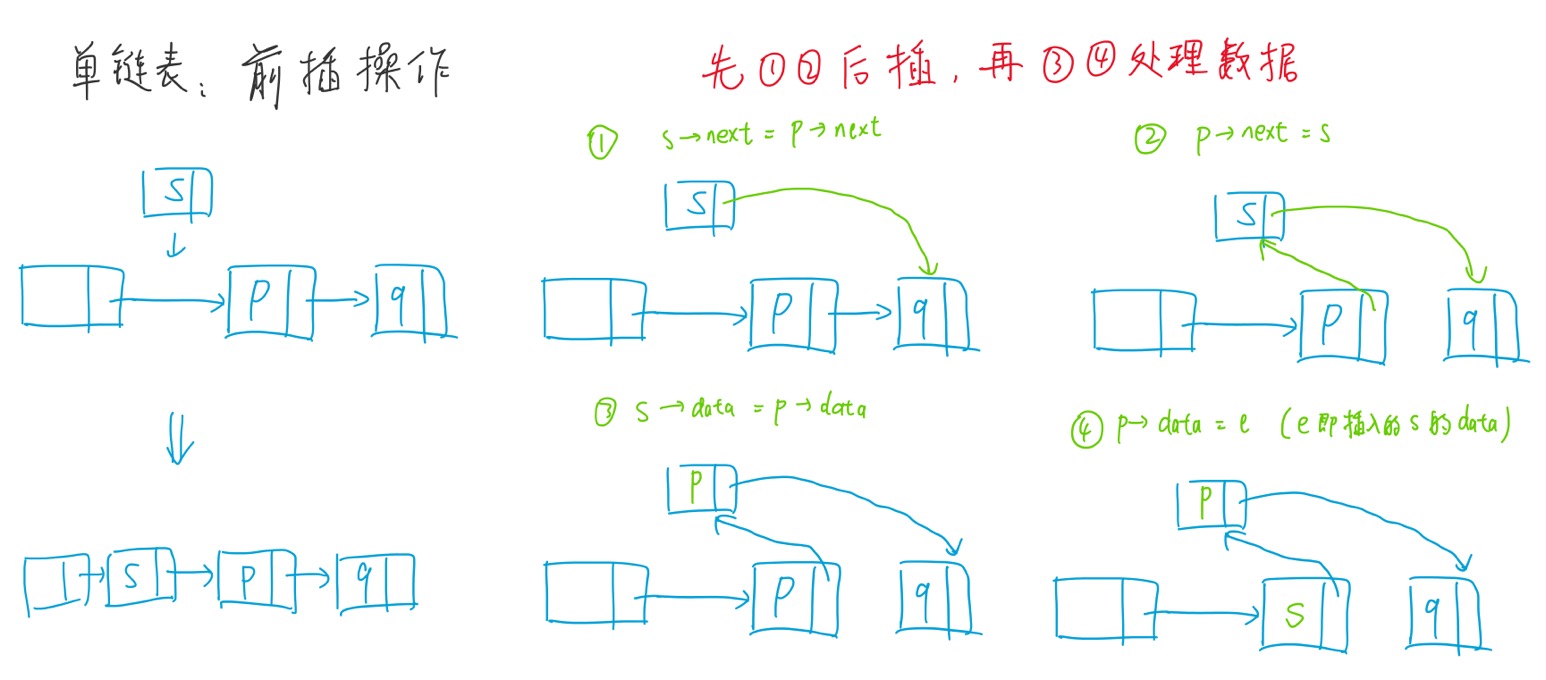 单链表：前插操作
先①②后插，再③④处理数据
① s→next = p→next
② p→next = s
S
S
S
p
q
p
q
p
q
③ s→data = p→data
④ p→data = e （e即插入的s的data）
p
p
S
p
q
p
q
S
q